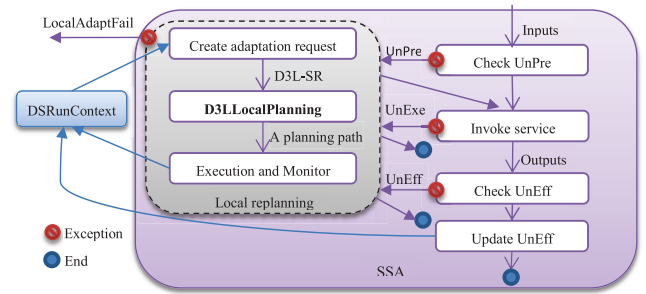 LocalAdaptFail
Inputs
Create adaptation request
UnPre
Check UnPre
D3L-SR
DSRunContext
D3LLocalPlanning
UnExe
Invoke service
A planning path
Outputs
Execution and Monitor
UnEff
Check UnEff
Local replanning
Exception
Update UnEff
End
SSA